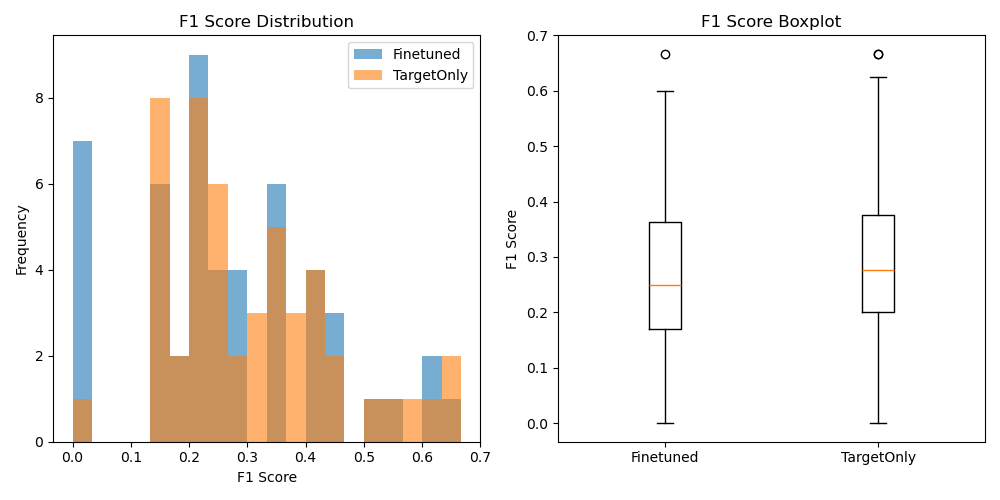 F1 Score Distribution
Finetuned
TargetOnly
Frequency
8
6
4
2
0
0.0 0.1 0.2 0.3 0.4 0.5 0.6 0.7
F1 Score
F1 Score Boxplot
F1 Score
0.7
0.6
0.5
0.4
0.3
0.2
0.1
0.0
Finetuned TargetOnly